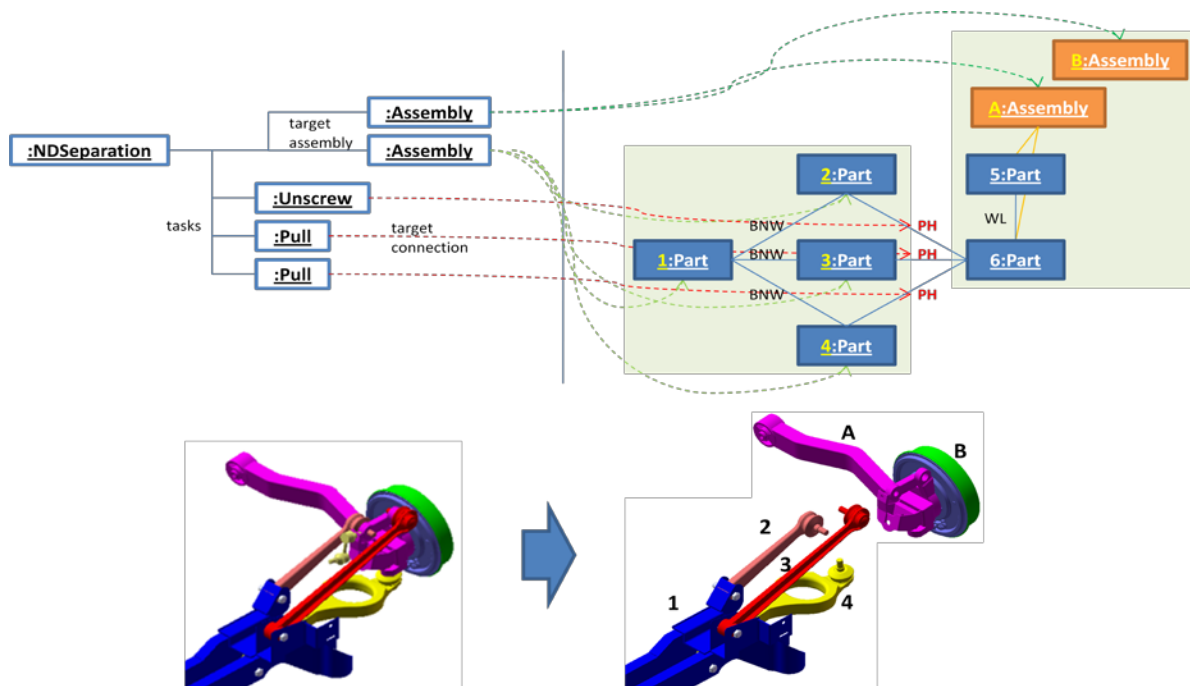 B:Assembly
A:Assembly
:Assembly
target
assembly
:NDSeparation
:Assembly
5:Part
2:Part
:Unscrew
WL
tasks
:Pull
target
connection
BNW
PH
BNW
PH
1:Part
3:Part
6:Part
:Pull
BNW
PH
4:Part
A
B
2
3
1
4